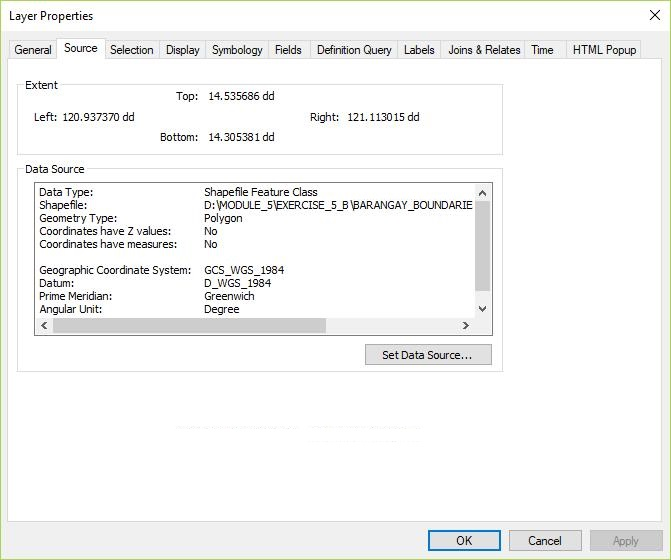 Layer Properties
General Source Selection Display Symbology Fields Definition Query Labels Joins & Relates Time HTML Popup
Extent
Top: 14.535686 dd
Left: 120.937370 dd Right: 121.113015 dd
Bottom: 14.305381 dd
Data Source
Data Type: Shapefile Feature Class
Shapefile: D:\MODULE_5\EXERCISE_5_B\BARANGAY_BOUNDARIE
Geometry Type: Polygon
Coordinates have Z values: No
Coordinates have measures: No
Geographic Coordinate System: GCS_WGS_1984
Datum: D_WGS_1984
Prime Meridian: Greenwich
Angular Unit: Degree
Set Data Source...
OK Cancel Apply